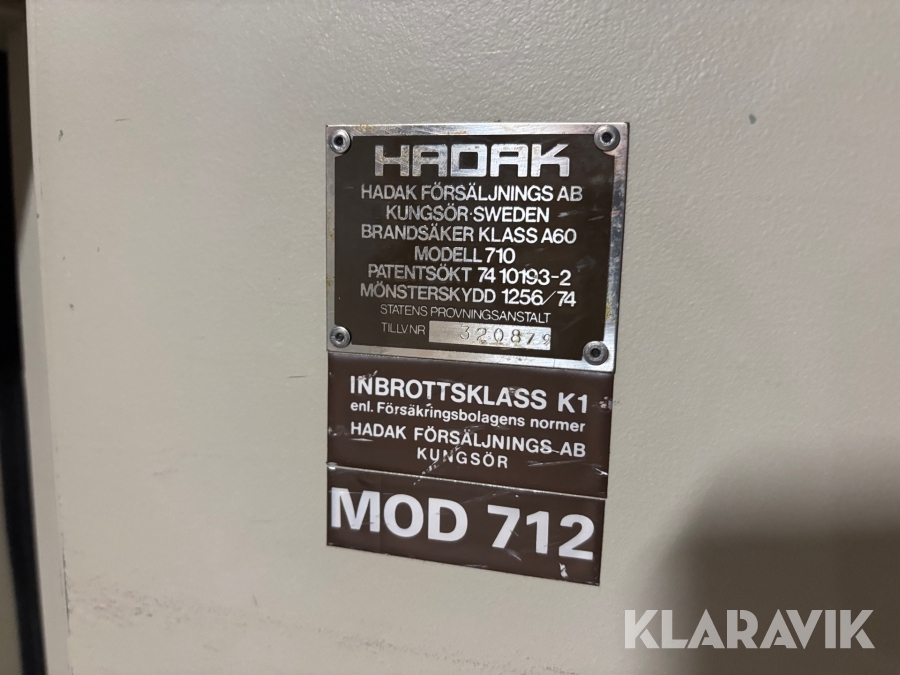 HADAK
HADAK FÖRSÄLJNINGS AB
KUNGSÖR·SWEDEN
BRANDSÄKER KLASS A60
MODELL 710
PATENTSÖKT 74 10193-2
MÖNSTERSKYDD 1256/74
STATENS PROVNINGSANSTALT
TILLV NR 320879
INBROTTSKLASS K1
enl. Försäkringsbolagens normer
HADAK FÖRSÄLJNINGS AB
KUNGSÖR
MOD 712
KLARAVIK